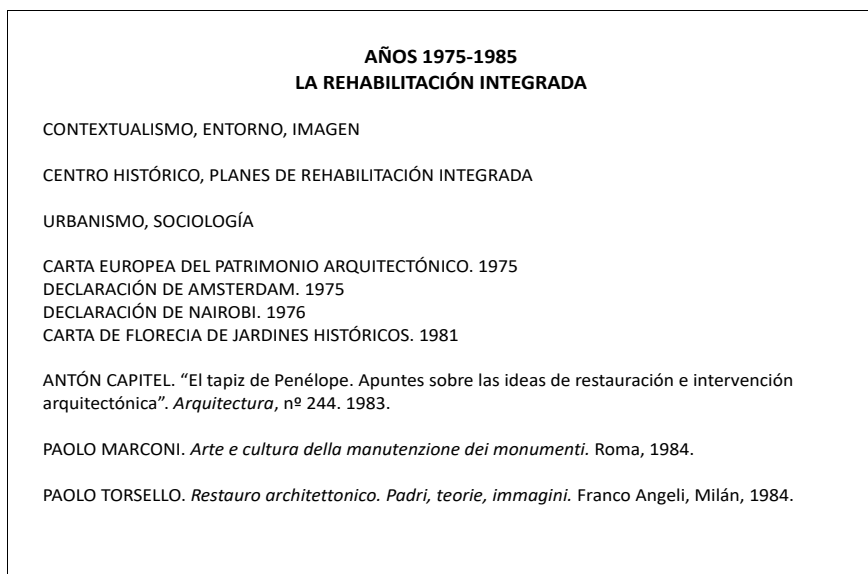 AÑOS 1975-1985
LA REHABILITACIÓN INTEGRADA
CONTEXTUALISMO, ENTORNO, IMAGEN
CENTRO HISTÓRICO, PLANES DE REHABILITACIÓN INTEGRADA
URBANISMO, SOCIOLOGÍA
CARTA EUROPEA DEL PATRIMONIO ARQUITECTÓNICO. 1975
DECLARACIÓN DE AMSTERDAM. 1975
DECLARACIÓN DE NAIROBI. 1976
CARTA DE FLORECIA DE JARDINES HISTÓRICOS. 1981
ANTÓN CAPITEL. “El tapiz de Penélope. Apuntes sobre las ideas de restauración e intervención
arquitectónica”. Arquitectura, nº 244. 1983.
PAOLO MARCONI. Arte e cultura della manutenzione dei monumenti. Roma, 1984.
PAOLO TORSELLO. Restauro architettonico. Padri, teorie, immagini. Franco Angeli, Milán, 1984.